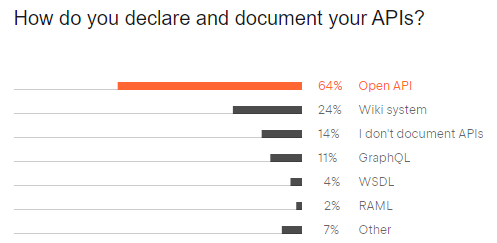 How do you declare and document your APIs?
64% Open API
24% Wiki system
14% I don't document APIs
11% GraphQL
4% WSDL
2% RAML
7% Other